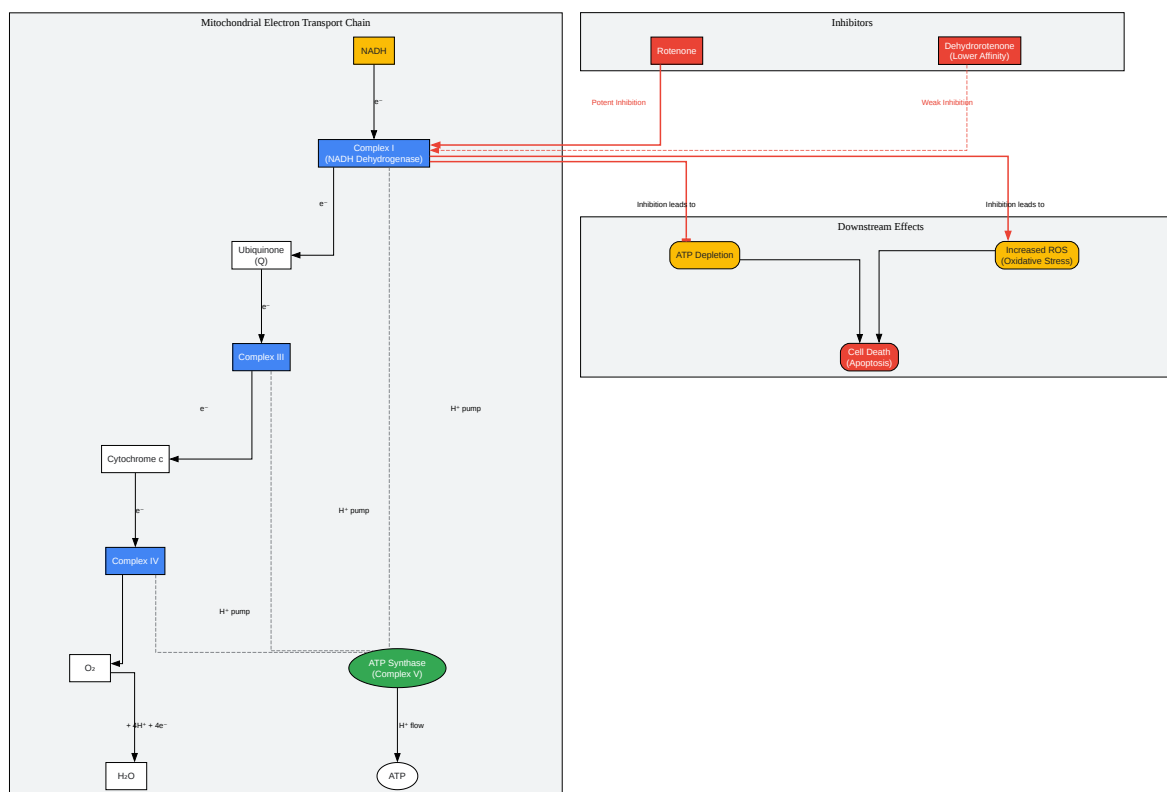 Mitochondrial Electron Transport Chain
NADH
e⁻
Complex I
(NADH Dehydrogenase)
e⁻
Ubiquinone
(Q)
e⁻
Complex III
e⁻
H⁺ pump
Cytochrome c
e⁻
H⁺ pump
Complex IV
H⁺ pump
O₂
ATP Synthase
(Complex V)
+ 4H⁺ + 4e⁻
H⁺ flow
H₂O
ATP
Inhibitors
Rotenone
Dehydrorotenone
(Lower Affinity)
Potent Inhibition
Weak Inhibition
Inhibition leads to
Inhibition leads to
Downstream Effects
ATP Depletion
Increased ROS
(Oxidative Stress)
Cell Death
(Apoptosis)